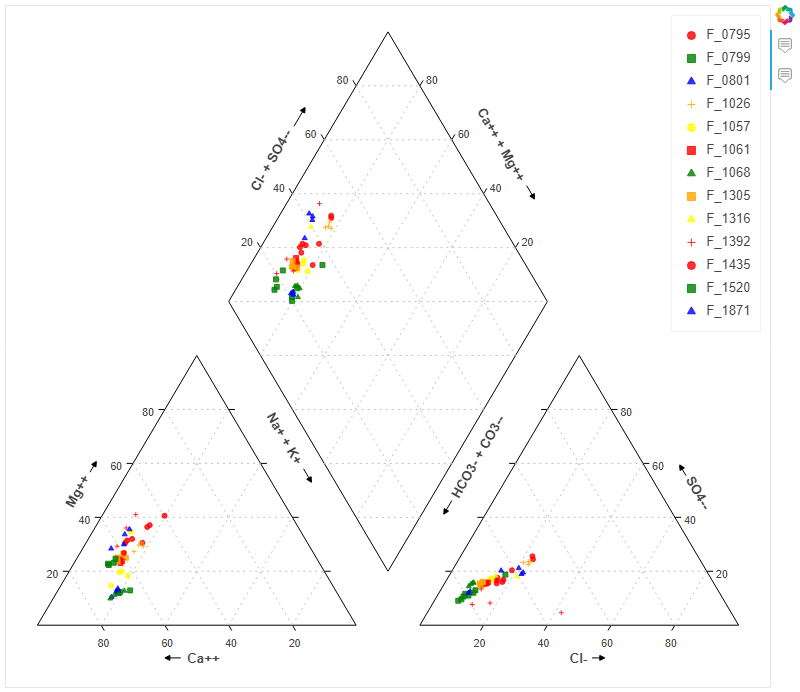 F_0795
F_0799
F_0801
F_1026
F_1057
F_1061
F_1068
F_1305
F_1316
F_1392
F_1435
F_1520
F_1871
80 80
60 60
40 40
20 20
Cl- + SO4--
Ca++ + Mg++
Na+ + K+
HCO3- + CO3--
80
60
40
20
Mg++
80 60 40 20
Ca++
80
60
40
20
SO4--
20 40 60 80
Cl-